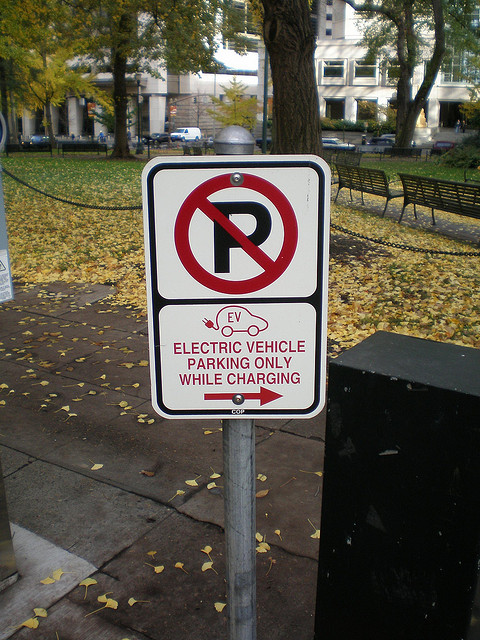 P
EV
ELECTRIC VEHICLE
PARKING ONLY
WHILE CHARGING
COP